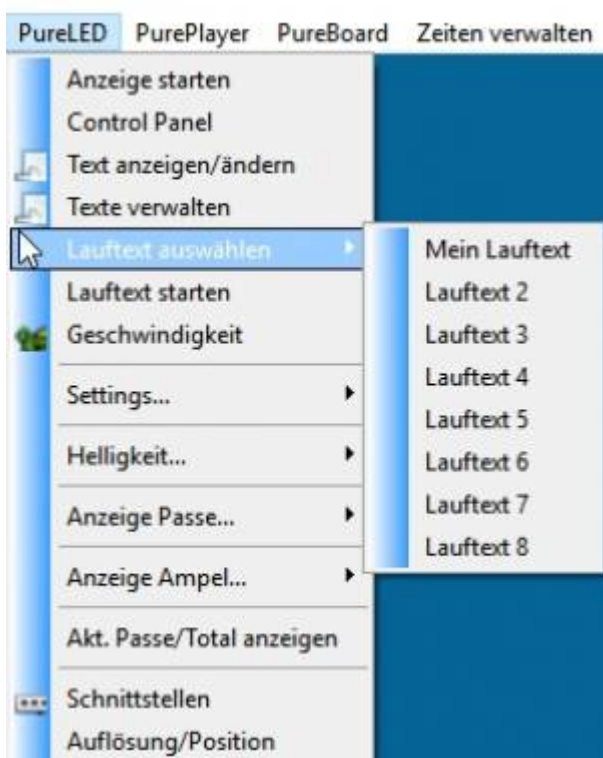 PureLED PurePlayer PureBoard Zeiten verwalten
Anzeige starten
Control Panel
Text anzeigen/ändern
Texte verwalten
Lauftext auswählen
Lauftext starten
Geschwindigkeit
Settings...
Helligkeit...
Anzeige Passe...
Anzeige Ampel...
Akt. Passe/Total anzeigen
Schnittstellen
Auflösung/Position
Mein Lauftext
Lauftext 2
Lauftext 3
Lauftext 4
Lauftext 5
Lauftext 6
Lauftext 7
Lauftext 8